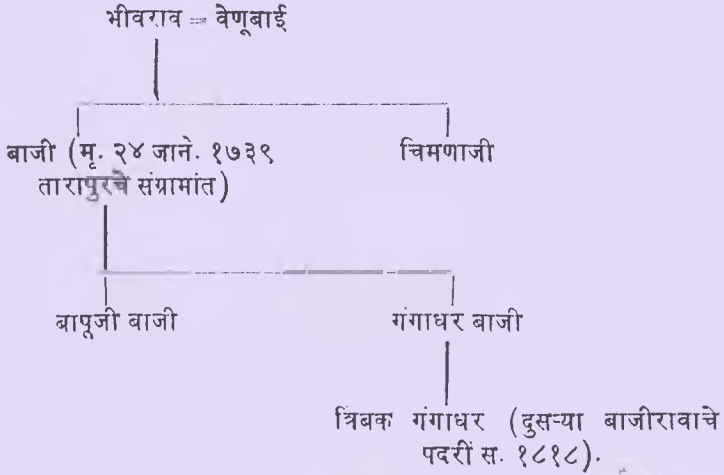 भीवराव = वेणूबाई
बाजी (मृ. २४ जाने. १७३९ चिमणाजी
तारापुरचे संग्रामांत)
बापूजी बाजी गंगाधर बाजी
त्रिंबक गंगाधर (दुसऱ्या बाजीरावाचे
पदरीं स. १८१८).